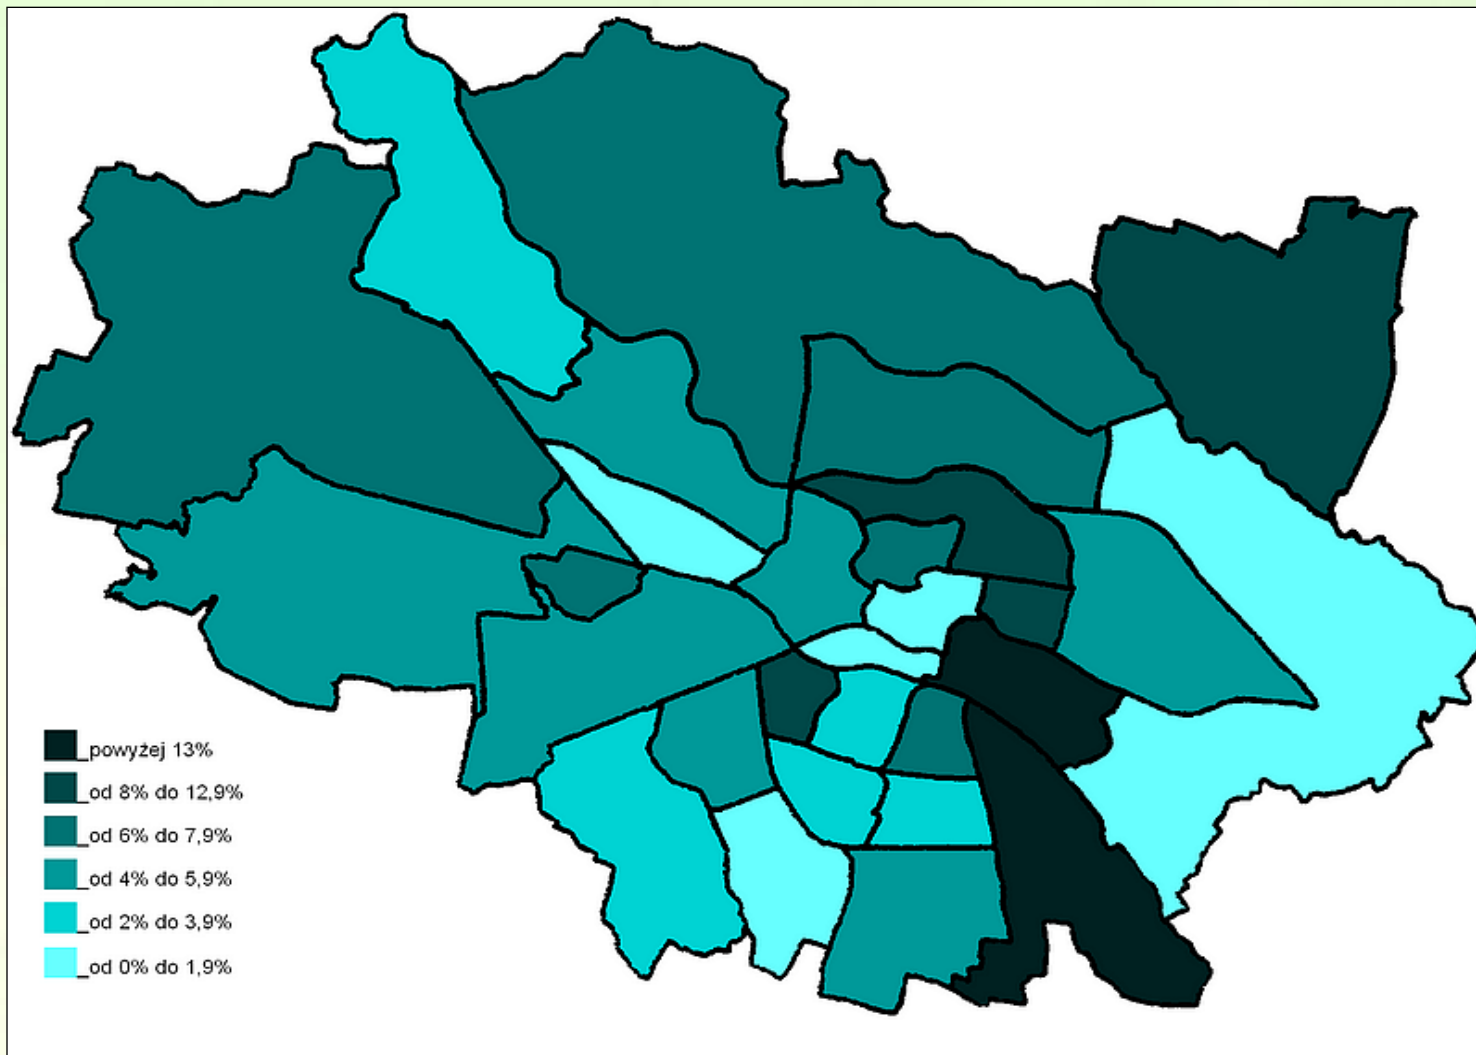 _powyżej 13%
_od 8% do 12,9%
_od 6% do 7,9%
_od 4% do 5,9%
_od 2% do 3,9%
_od 0% do 1,9%